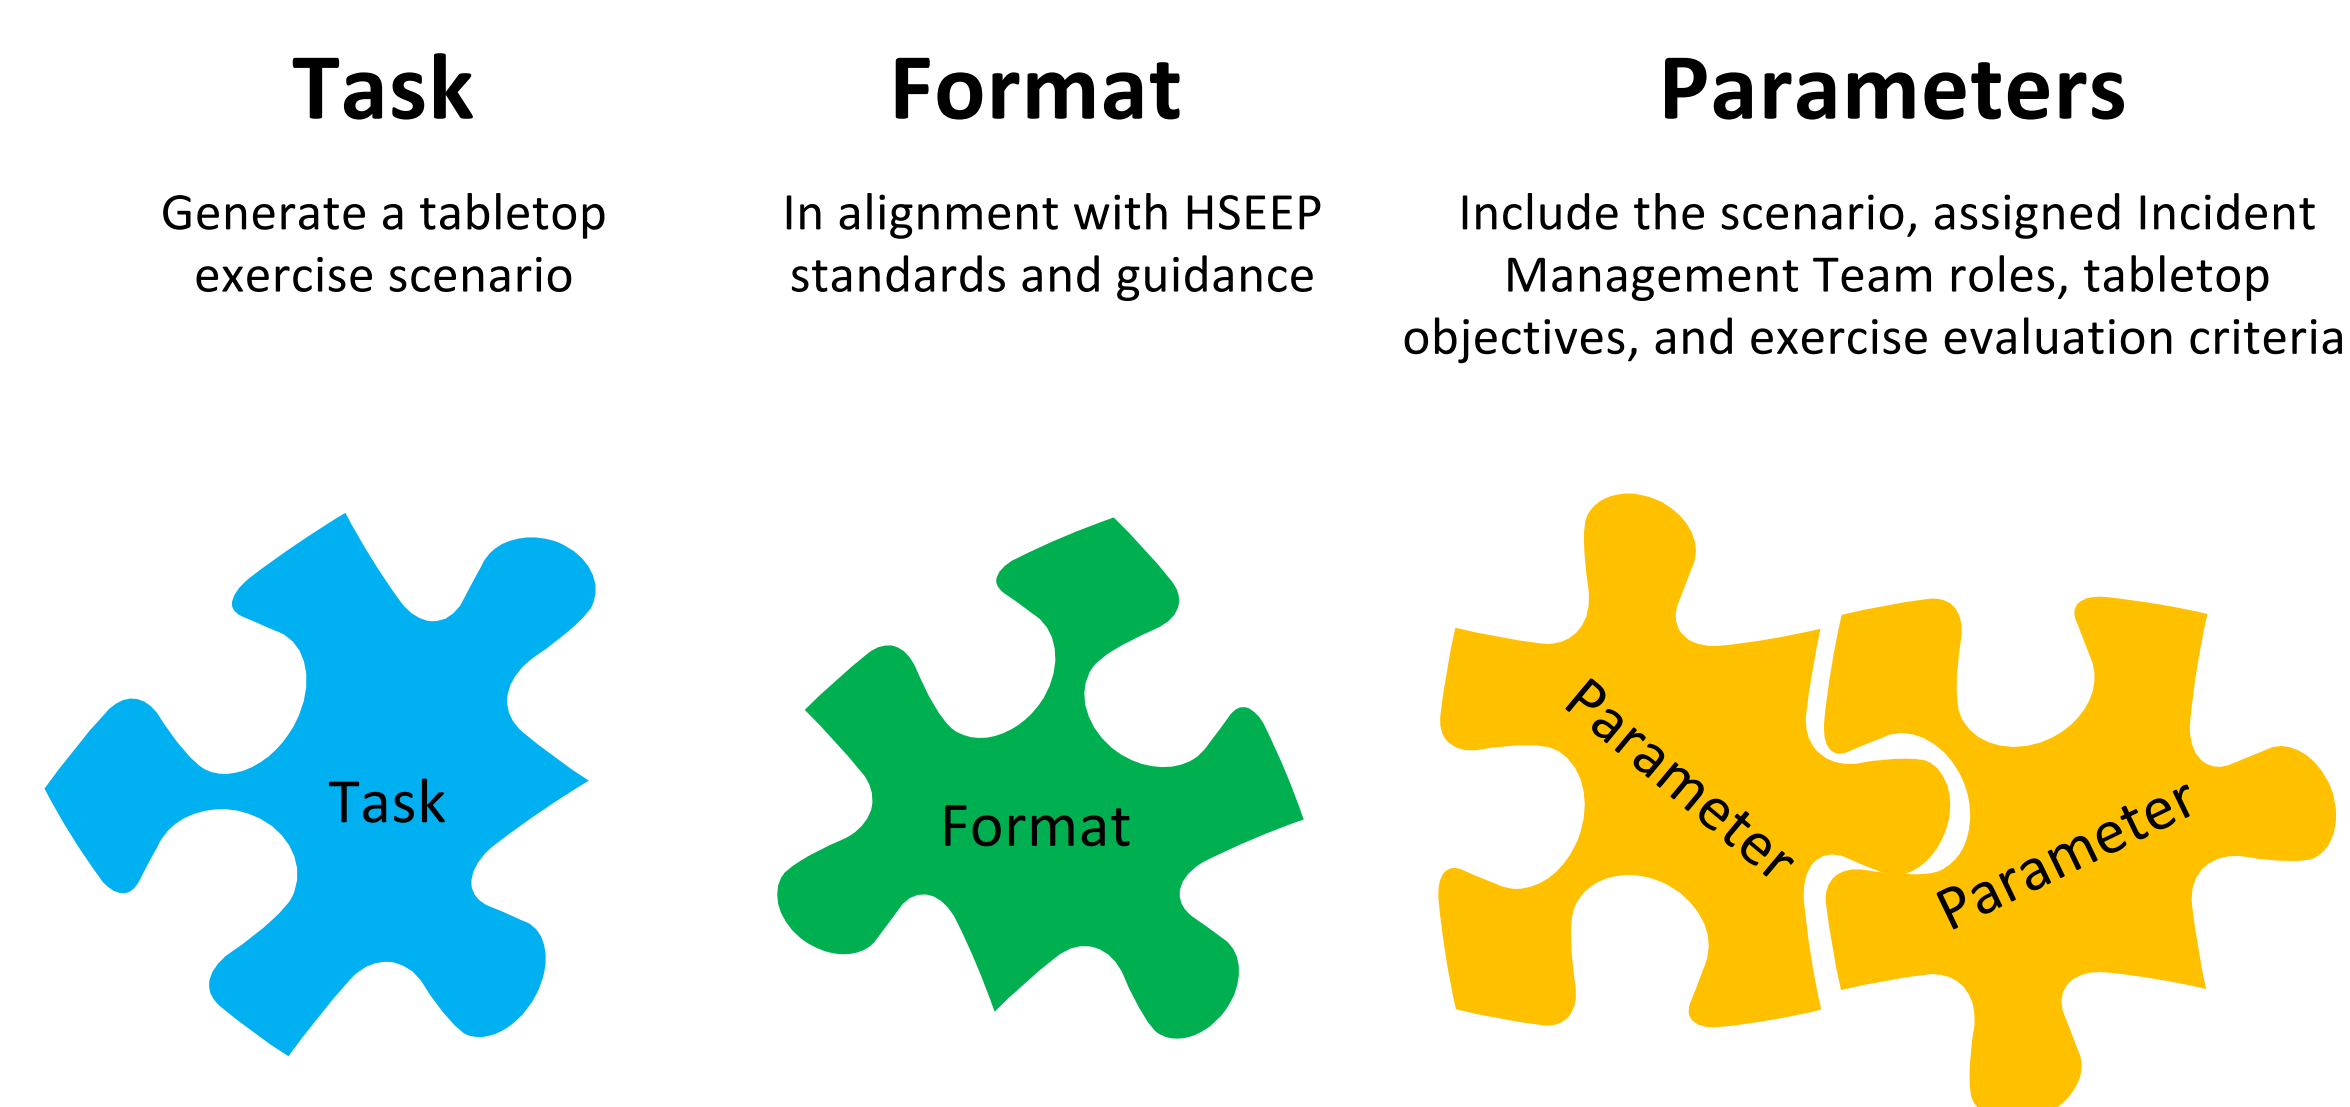 Task
Generate a tabletop
exercise scenario
Format
In alignment with HSEEP
standards and guidance
Parameters
Include the scenario, assigned Incident
Management Team roles, tabletop
objectives, and exercise evaluation criteria
Task
Format
Parameter
Parameter